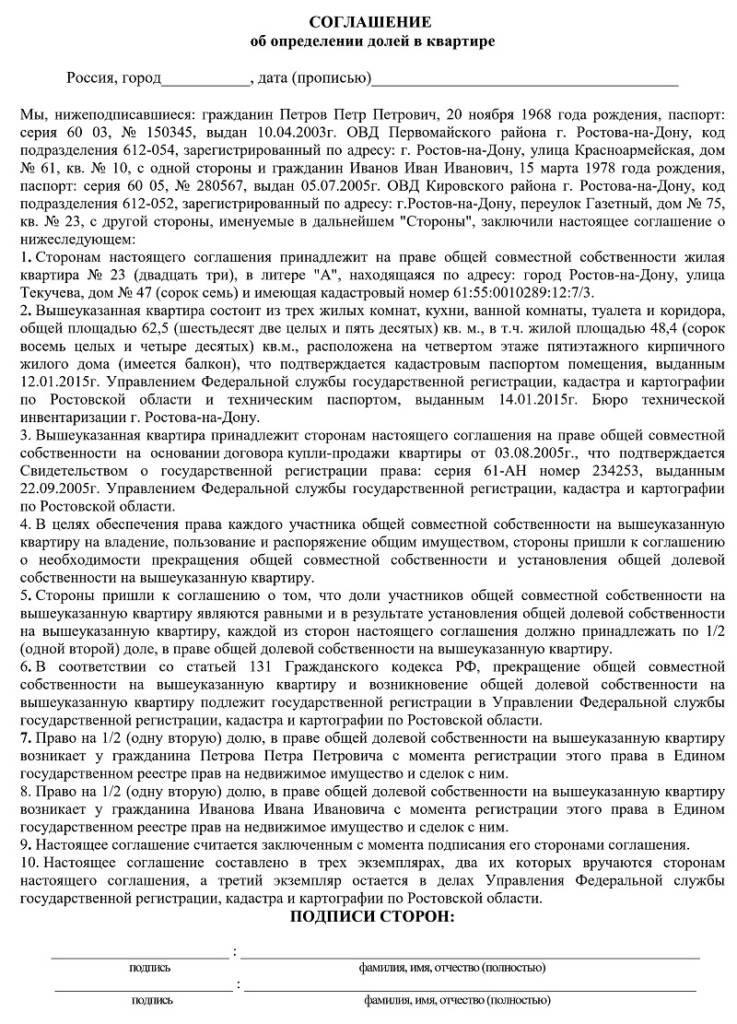 СОГЛАШЕНИЕ
об определении долей в квартире
Россия, город___________, дата (прописью)______________________________________
Мы, нижеподписавшиеся: гражданин Петров Петр Петрович, 20 ноября 1968 года рождения, паспорт:
серия 60 03, № 150345, выдан 10.04.2003г. ОВД Первомайского района г. Ростова-на-Дону, код
подразделения 612-054, зарегистрированный по адресу: г. Ростов-на-Дону, улица Красноармейская, дом
№ 61, кв. № 10, с одной стороны и гражданин Иванов Иван Иванович, 15 марта 1978 года рождения,
паспорт: серия 60 05, № 280567, выдан 05.07.2005г. ОВД Кировского района г. Ростова-на-Дону, код
подразделения 612-052, зарегистрированный по адресу: г.Ростов-на-Дону, переулок Газетный, дом № 75,
кв. № 23, с другой стороны, именуемые в дальнейшем "Стороны", заключили настоящее соглашение о
нижеследующем:
1. Сторонам настоящего соглашения принадлежит на праве общей совместной собственности жилая
квартира № 23 (двадцать три), в литере "А", находящаяся по адресу: город Ростов-на-Дону, улица
Текучева, дом № 47 (сорок семь) и имеющая кадастровый номер 61:55:0010289:12:7/3.
2. Вышеуказанная квартира состоит из трех жилых комнат, кухни, ванной комнаты, туалета и коридора,
общей площадью 62,5 (шестьдесят две целых и пять десятых) кв. м., в т.ч. жилой площадью 48,4 (сорок
восемь целых и четыре десятых) кв.м., расположена на четвертом этаже пятиэтажного кирпичного
жилого дома (имеется балкон), что подтверждается кадастровым паспортом помещения, выданным
12.01.2015г. Управлением Федеральной службы государственной регистрации, кадастра и картографии
по Ростовской области и техническим паспортом, выданным 14.01.2015г. Бюро технической
инвентаризации г. Ростова-на-Дону.
3. Вышеуказанная квартира принадлежит сторонам настоящего соглашения на праве общей совместной
собственности на основании договора купли-продажи квартиры от 03.08.2005г., что подтверждается
Свидетельством о государственной регистрации права: серия 61-АН номер 234253, выданным
22.09.2005г. Управлением Федеральной службы государственной регистрации, кадастра и картографии
по Ростовской области.
4. В целях обеспечения права каждого участника общей совместной собственности на вышеуказанную
квартиру на владение, пользование и распоряжение общим имуществом, стороны пришли к соглашению
о необходимости прекращения общей совместной собственности и установления общей долевой
собственности на вышеуказанную квартиру.
5. Стороны пришли к соглашению о том, что доли участников общей совместной собственности на
вышеуказанную квартиру являются равными и в результате установления общей долевой собственности
на вышеуказанную квартиру, каждой из сторон настоящего соглашения должно принадлежать по 1/2
(одной второй) доле, в праве общей долевой собственности на вышеуказанную квартиру.
6. В соответствии со статьей 131 Гражданского кодекса РФ, прекращение общей совместной
собственности на вышеуказанную квартиру и возникновение общей долевой собственности на
вышеуказанную квартиру подлежит государственной регистрации в Управлении Федеральной службы
государственной регистрации, кадастра и картографии по Ростовской области.
7. Право на 1/2 (одну вторую) долю, в праве общей долевой собственности на вышеуказанную квартиру
возникает у гражданина Петрова Петра Петровича с момента регистрации этого права в Едином
государственном реестре прав на недвижимое имущество и сделок с ним.
8. Право на 1/2 (одну вторую) долю, в праве общей долевой собственности на вышеуказанную квартиру
возникает у гражданина Иванова Ивана Ивановича с момента регистрации этого права в Едином
государственном реестре прав на недвижимое имущество и сделок с ним.
9. Настоящее соглашение считается заключенным с момента подписания его сторонами соглашения.
10. Настоящее соглашение составлено в трех экземплярах, два их которых вручаются сторонам
настоящего соглашения, а третий экземпляр остается в делах Управления Федеральной службы
государственной регистрации, кадастра и картографии по Ростовской области.
ПОДПИСИ СТОРОН:
______________________ : ______________________________________________
подпись фамилия, имя, отчество (полностью)
______________________ : ______________________________________________
подпись фамилия, имя, отчество (полностью)